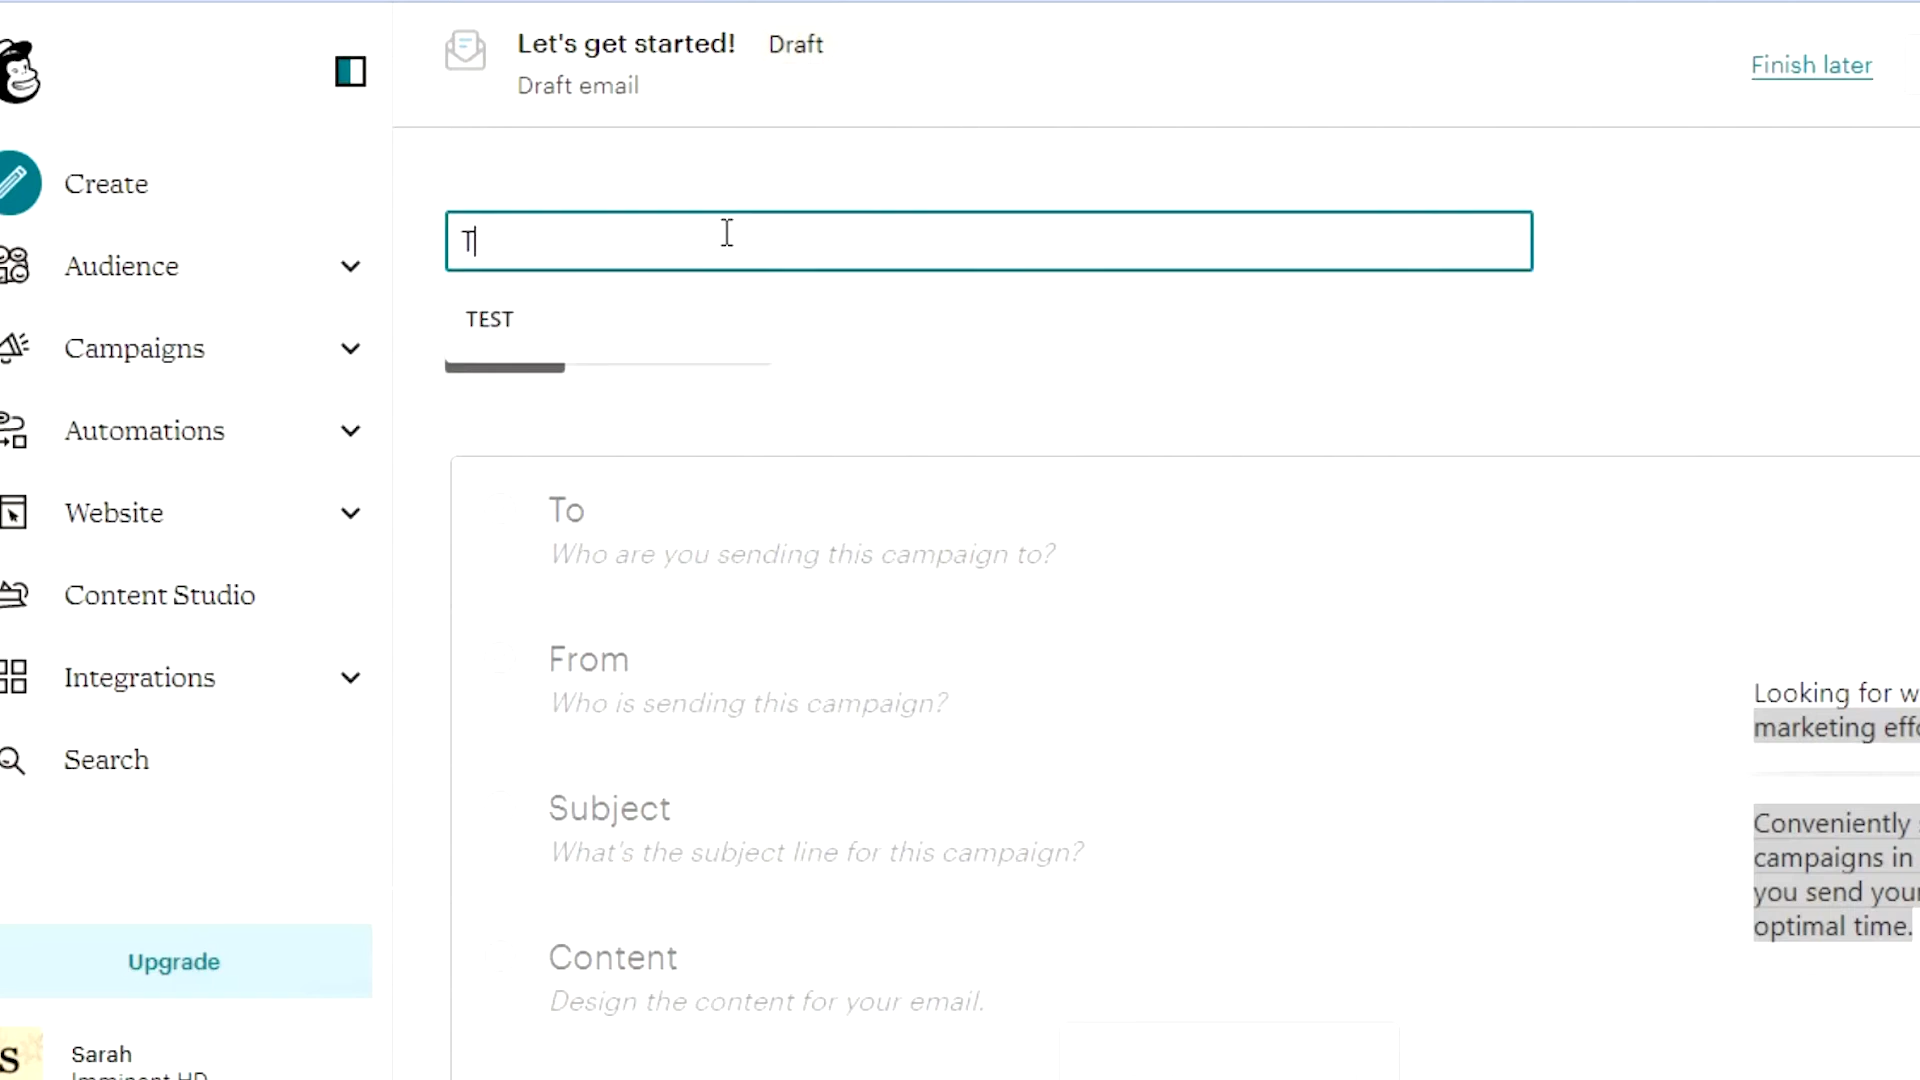 Let's get started! Draft
Draft email
Finish later
Create
Audience
Campaigns
Automations
Website
Content Studio
Integrations
Search
Upgrade
S
Sarah
Imminent HD
T
TEST
To
Who are you sending this campaign to?
From
Who is sending this campaign?
Subject
What's the subject line for this campaign?
Content
Design the content for your email.
Looking for
marketing
Conveniently
campaigns in
you send your
optimal time.